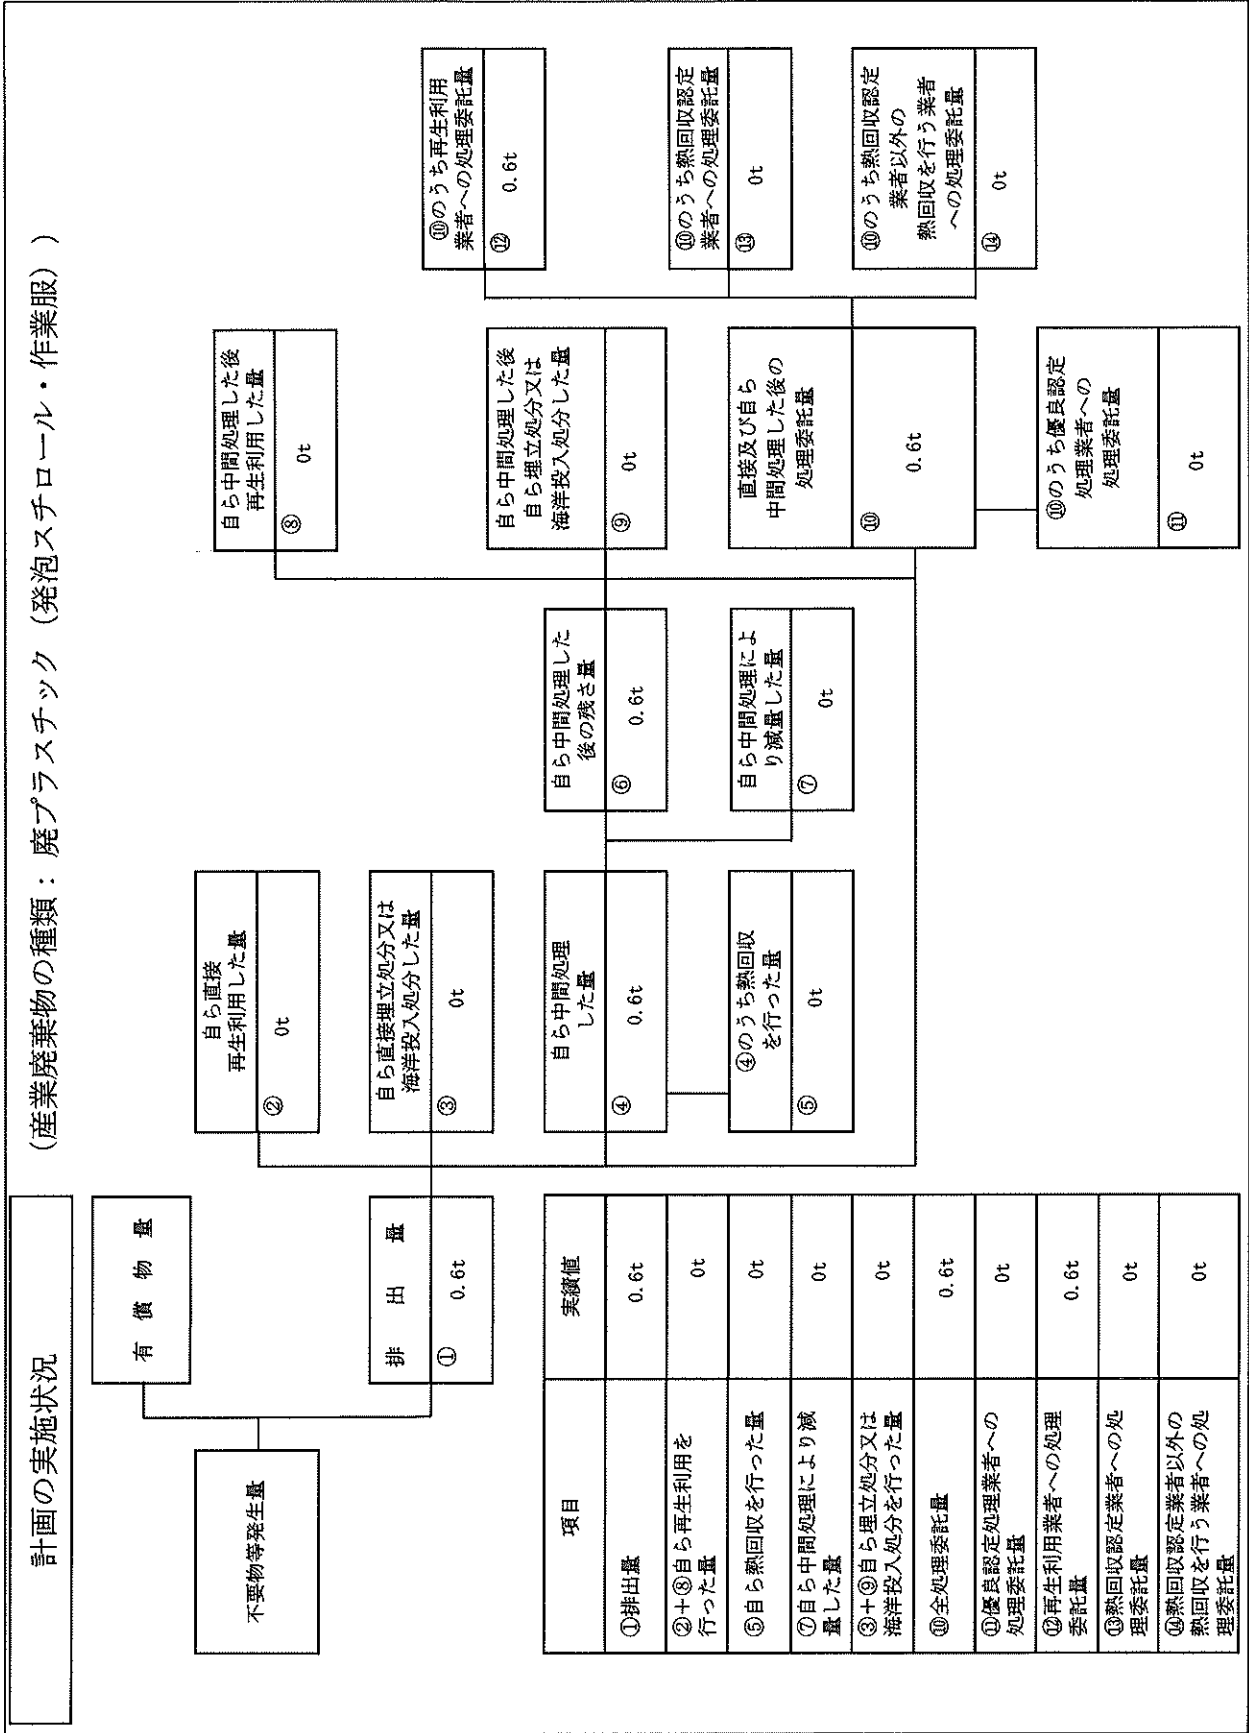 計画の実施状況
（産業廃棄物の種類：廃プラスチック（発泡スチロール・作業服））
不要物等発生量
有償物量
排出量
① 0.6t
自ら直接
再生利用した量
② 0t
自ら直接埋立処分又は
海洋投入処分した量
③ 0t
自ら中間処理
した量
④ 0.6t
④のうち熱回収
を行った量
⑤ 0t
自ら中間処理した
後の残さ量
⑥ 0.6t
自ら中間処理によ
り減量した量
⑦ 0t
自ら中間処理した後
再生利用した量
⑧ 0t
自ら中間処理した後
自ら埋立処分又は
海洋投入処分した量
⑨ 0t
直接及び自ら
中間処理した後の
処理委託量
⑩ 0.6t
⑩のうち優良認定
処理業者への
処理委託量
⑪ 0t
⑩のうち再生利用
業者への処理委託量
⑫ 0.6t
⑩のうち熱回収認定
業者への処理委託量
⑬ 0t
⑩のうち熱回収認定
業者以外の
熱回収を行う業者
への処理委託量
⑭ 0t
項目 実績値
①排出量 0.6t
②＋⑧自ら再生利用を
行った量 0t
⑤自ら熱回収を行った量 0t
⑦自ら中間処理により減
量した量 0t
③＋⑨自ら埋立処分又は
海洋投入処分を行った量 0t
⑩全処理委託量 0.6t
⑪優良認定処理業者への
処理委託量 0t
⑫再生利用業者への処理
委託量 0.6t
⑬熱回収認定業者への処
理委託量 0t
⑭熱回収認定業者以外の
熱回収を行う業者への処
理委託量 0t